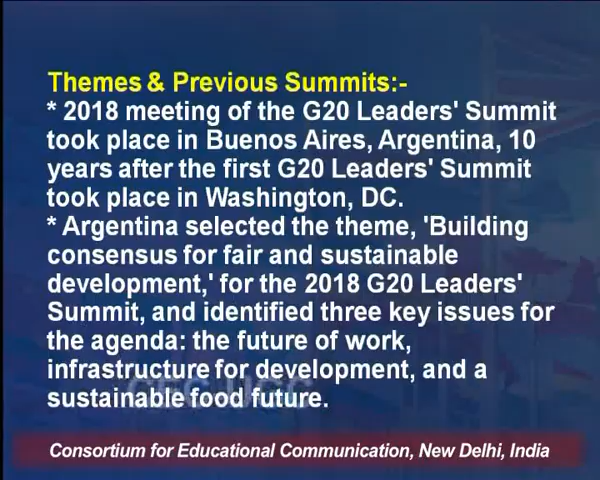 Themes & Previous Summits:-
* 2018 meeting of the G20 Leaders' Summit
took place in Buenos Aires, Argentina, 10
years after the first G20 Leaders' Summit
took place in Washington, DC.
* Argentina selected the theme, 'Building
consensus for fair and sustainable
development,' for the 2018 G20 Leaders'
Summit, and identified three key issues for
the agenda: the future of work,
infrastructure for development, and a
sustainable food future.
CEC UGC
Consortium for Educational Communication, New Delhi, India